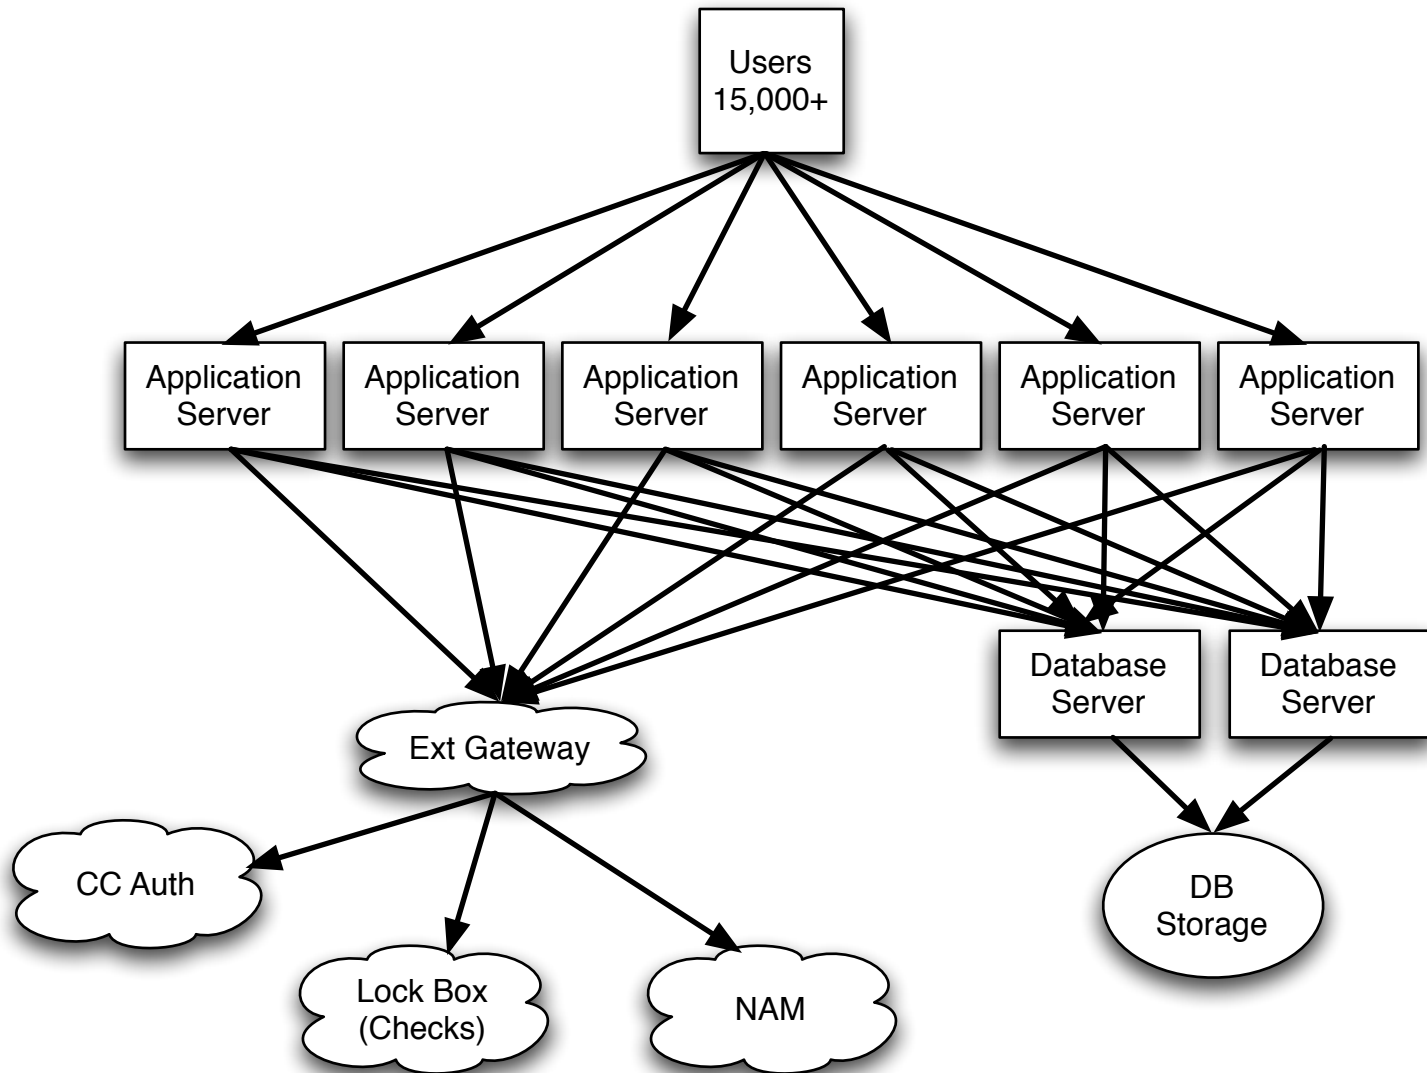 Users
15,000+
Application
Server
Application
Server
Application
Server
Application
Server
Application
Server
Application
Server
Database
Server
Database
Server
Ext Gateway
CC Auth
Lock Box
(Checks)
NAM
DB
Storage